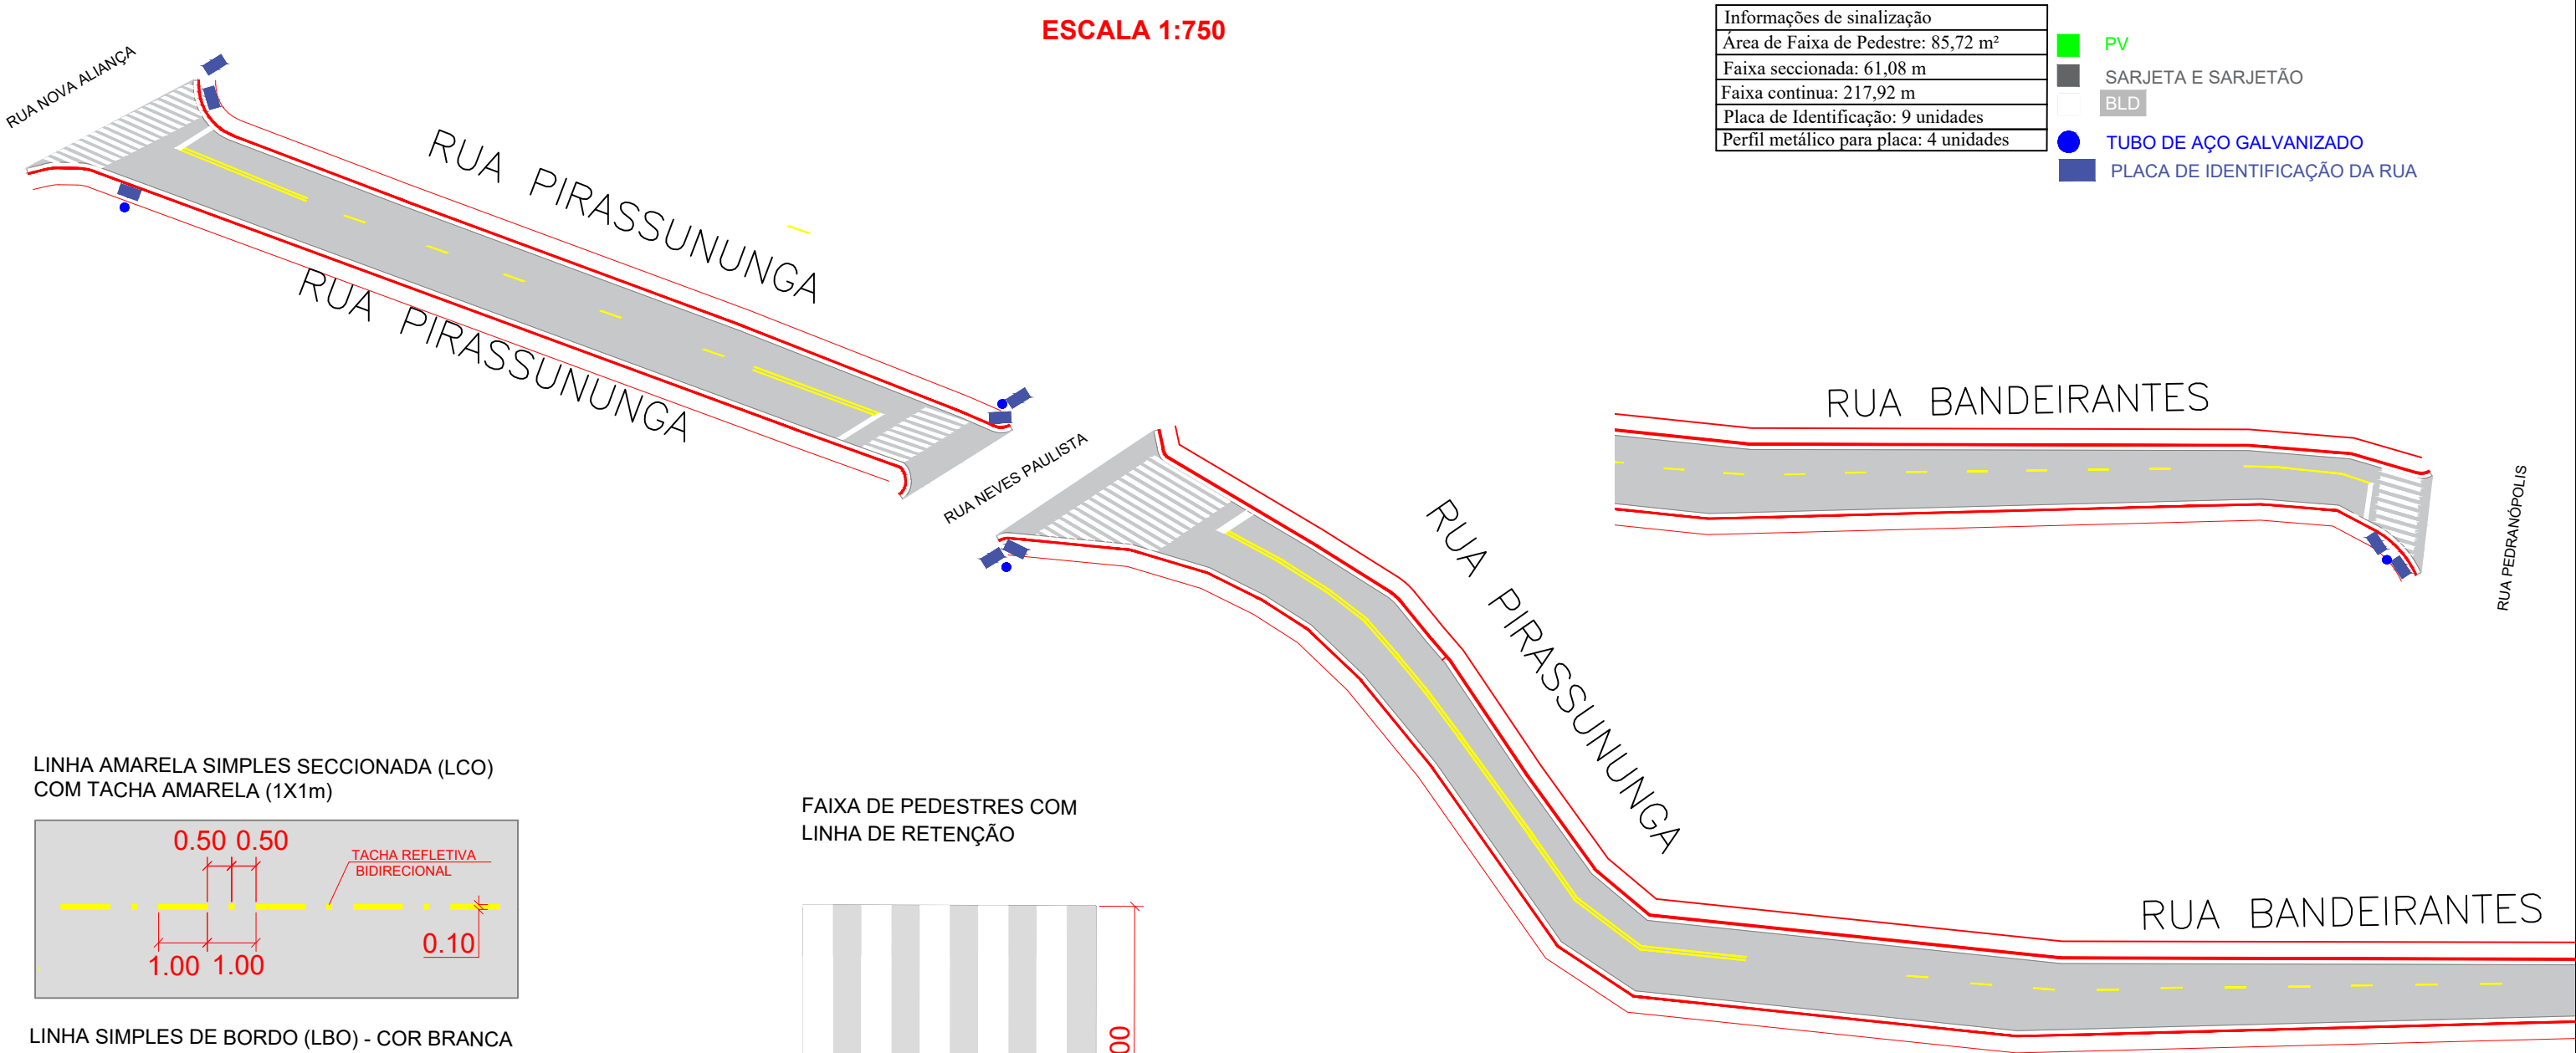 ESCALA 1:750
Informações de sinalização
Área de Faixa de Pedestre: 85,72 m²
Faixa seccionada: 61,08 m
Faixa continua: 217,92 m
Placa de Identificação: 9 unidades
Perfil metálico para placa: 4 unidades
PV
SARJETA E SARJETÃO
BLD
TUBO DE AÇO GALVANIZADO
PLACA DE IDENTIFICAÇÃO DA RUA
RUA NOVA ALIANÇA
RUA PIRASSUNUNGA
RUA PIRASSUNUNGA
RUA NEVES PAULISTA
RUA PIRASSUNUNGA
RUA BANDEIRANTES
RUA PEDRANÓPOLIS
RUA BANDEIRANTES
LINHA AMARELA SIMPLES SECCIONADA (LCO)
COM TACHA AMARELA (1X1m)
0.50 0.50
TACHA REFLETIVA
BIDIRECIONAL
0.10
1.00 1.00
LINHA SIMPLES DE BORDO (LBO) - COR BRANCA
FAIXA DE PEDESTRES COM
LINHA DE RETENÇÃO